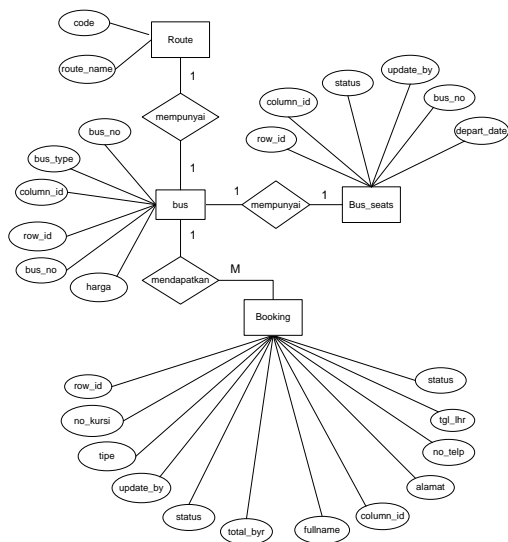 code
Route
route_name
1
mempunyai
1
bus_no
bus_type
column_id
row_id
bus_no
harga
bus
1
mempunyai
1
Bus_seats
row_id
column_id
status
update_by
bus_no
depart_date
1
mendapatkan
M
Booking
row_id
no_kursi
tipe
update_by
status
total_byr
fullname
column_id
alamat
no_telp
tgl_lhr
status